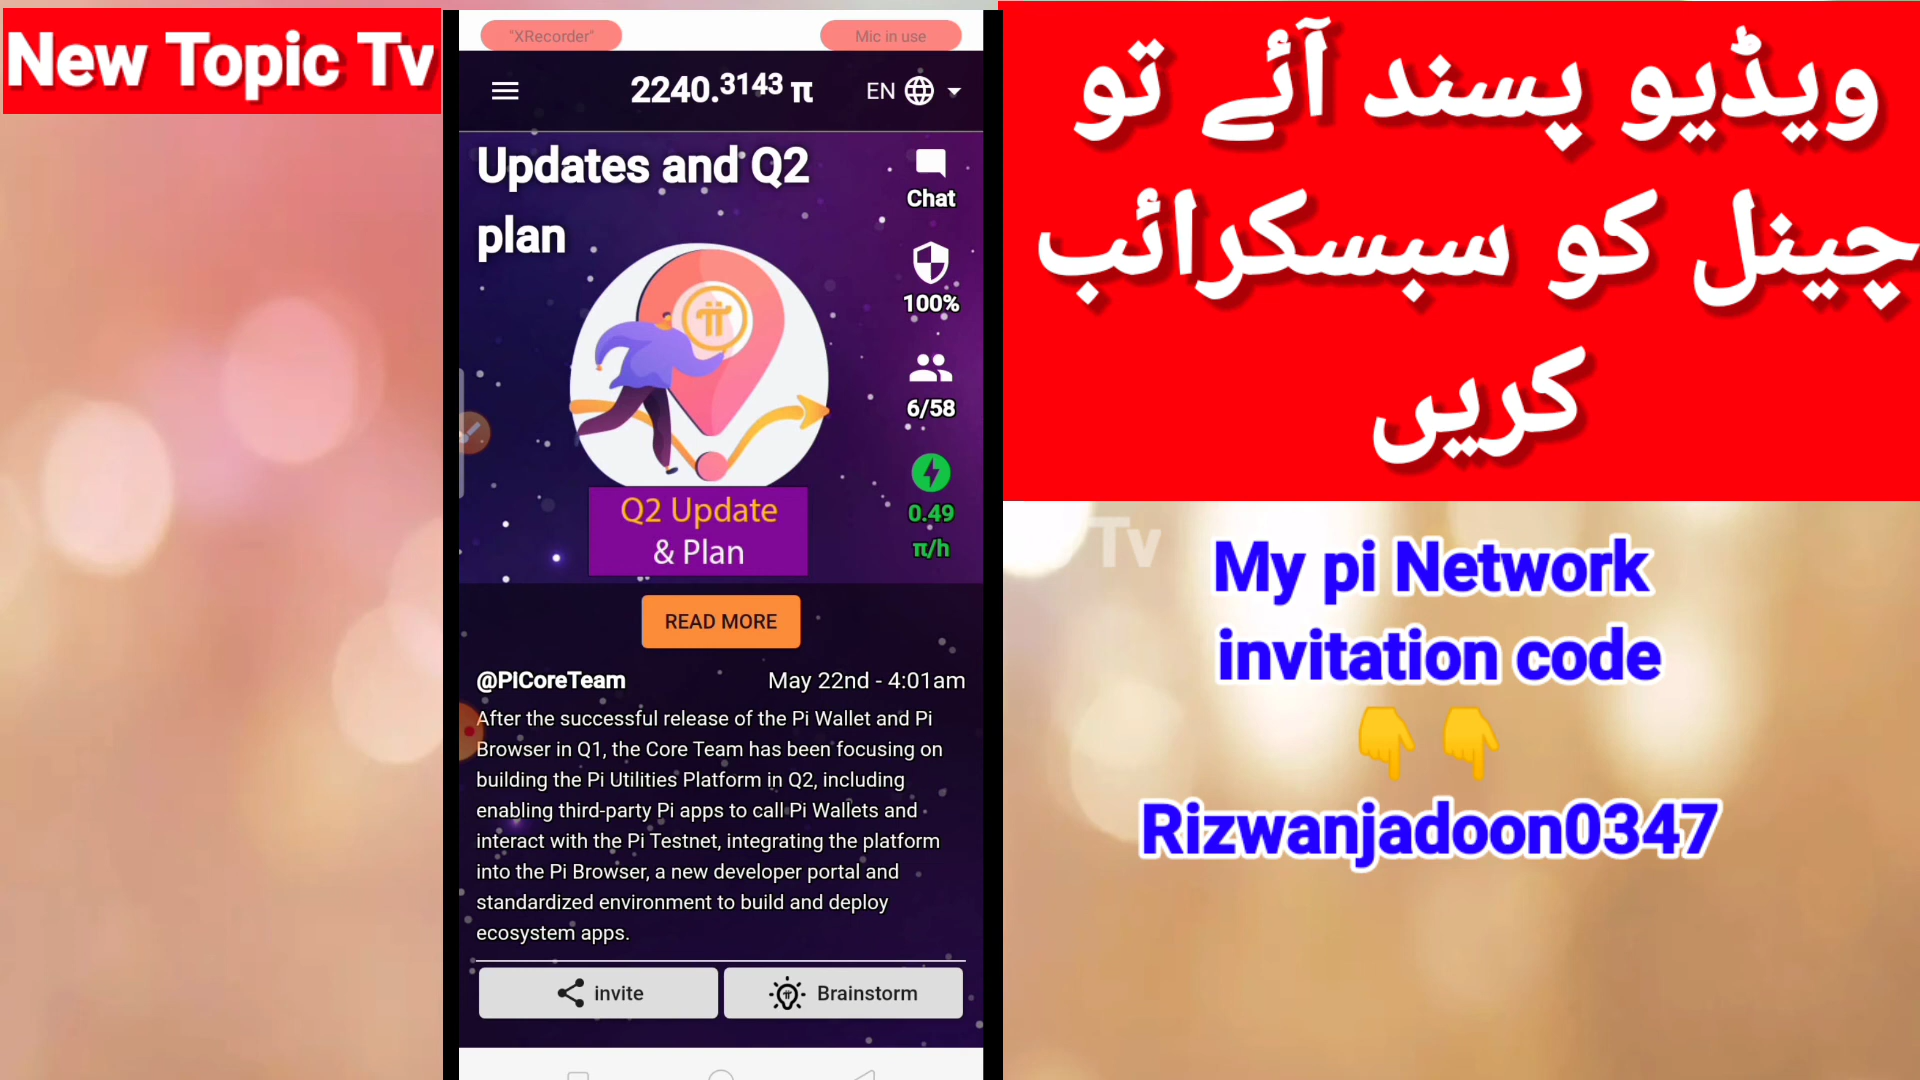 New Topic Tv
"XRecorder"
Mic in use
2240.3143 π
EN
Updates and Q2
plan
Chat
100%
6/58
0.49
π/h
Q2 Update
& Plan
READ MORE
@PiCoreTeam
May 22nd - 4:01am
After the successful release of the Pi Wallet and Pi
Browser in Q1, the Core Team has been focusing on
building the Pi Utilities Platform in Q2, including
enabling third-party Pi apps to call Pi Wallets and
interact with the Pi Testnet, integrating the platform
into the Pi Browser, a new developer portal and
standardized environment to build and deploy
ecosystem apps.
invite
Brainstorm
ویڈیو پسند آئے تو
چینل کو سبسکرائب
کریں
Tv
My pi Network
invitation code
👇👇
Rizwanjadoon0347